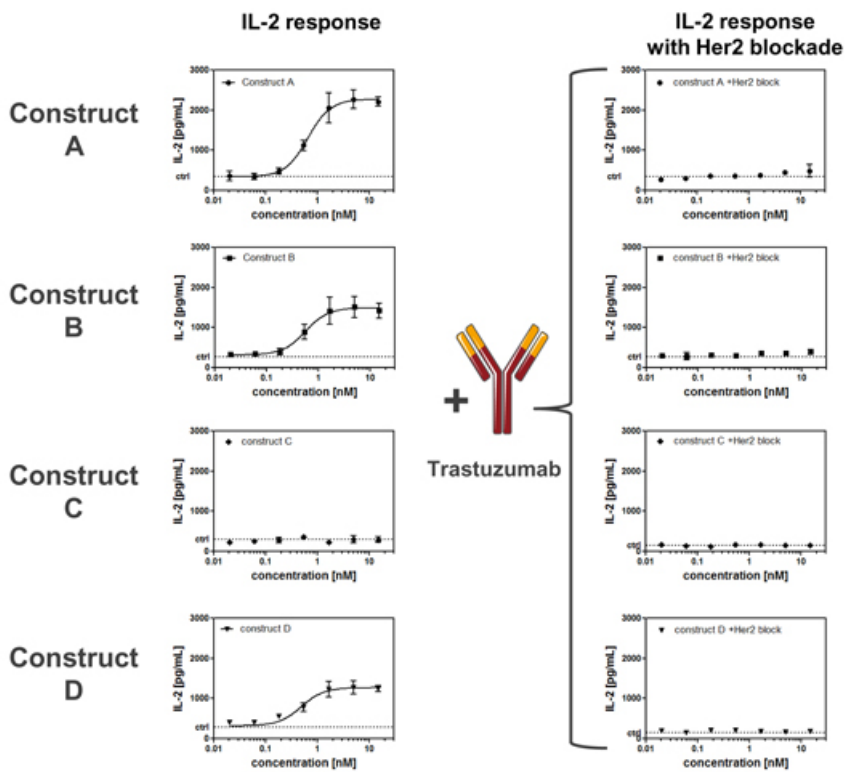 IL-2 response
IL-2 response
with Her2 blockade
Construct
A
3000
2000
1000
0
ctrl
IL-2 [pg/mL]
Construct A
0.01
0.1
1
10
concentration [nM]
3000
2000
1000
0
ctrl
IL-2 [pg/mL]
construct A +Her2 block
0.01
0.1
1
10
concentration [nM]
Construct
B
3000
2000
1000
0
ctrl
IL-2 [pg/mL]
Construct B
0.01
0.1
1
10
concentration [nM]
3000
2000
1000
0
ctrl
IL-2 [pg/mL]
construct B +Her2 block
0.01
0.1
1
10
concentration [nM]
+
Trastuzumab
Construct
C
3000
2000
1000
0
ctrl
IL-2 [pg/mL]
construct C
0.01
0.1
1
10
concentration [nM]
3000
2000
1000
0
ctrl
IL-2 [pg/mL]
construct C +Her2 block
0.01
0.1
1
10
concentration [nM]
Construct
D
3000
2000
1000
0
ctrl
IL-2 [pg/mL]
construct D
0.01
0.1
1
10
concentration [nM]
3000
2000
1000
0
ctrl
IL-2 [pg/mL]
construct D +Her2 block
0.01
0.1
1
10
concentration [nM]